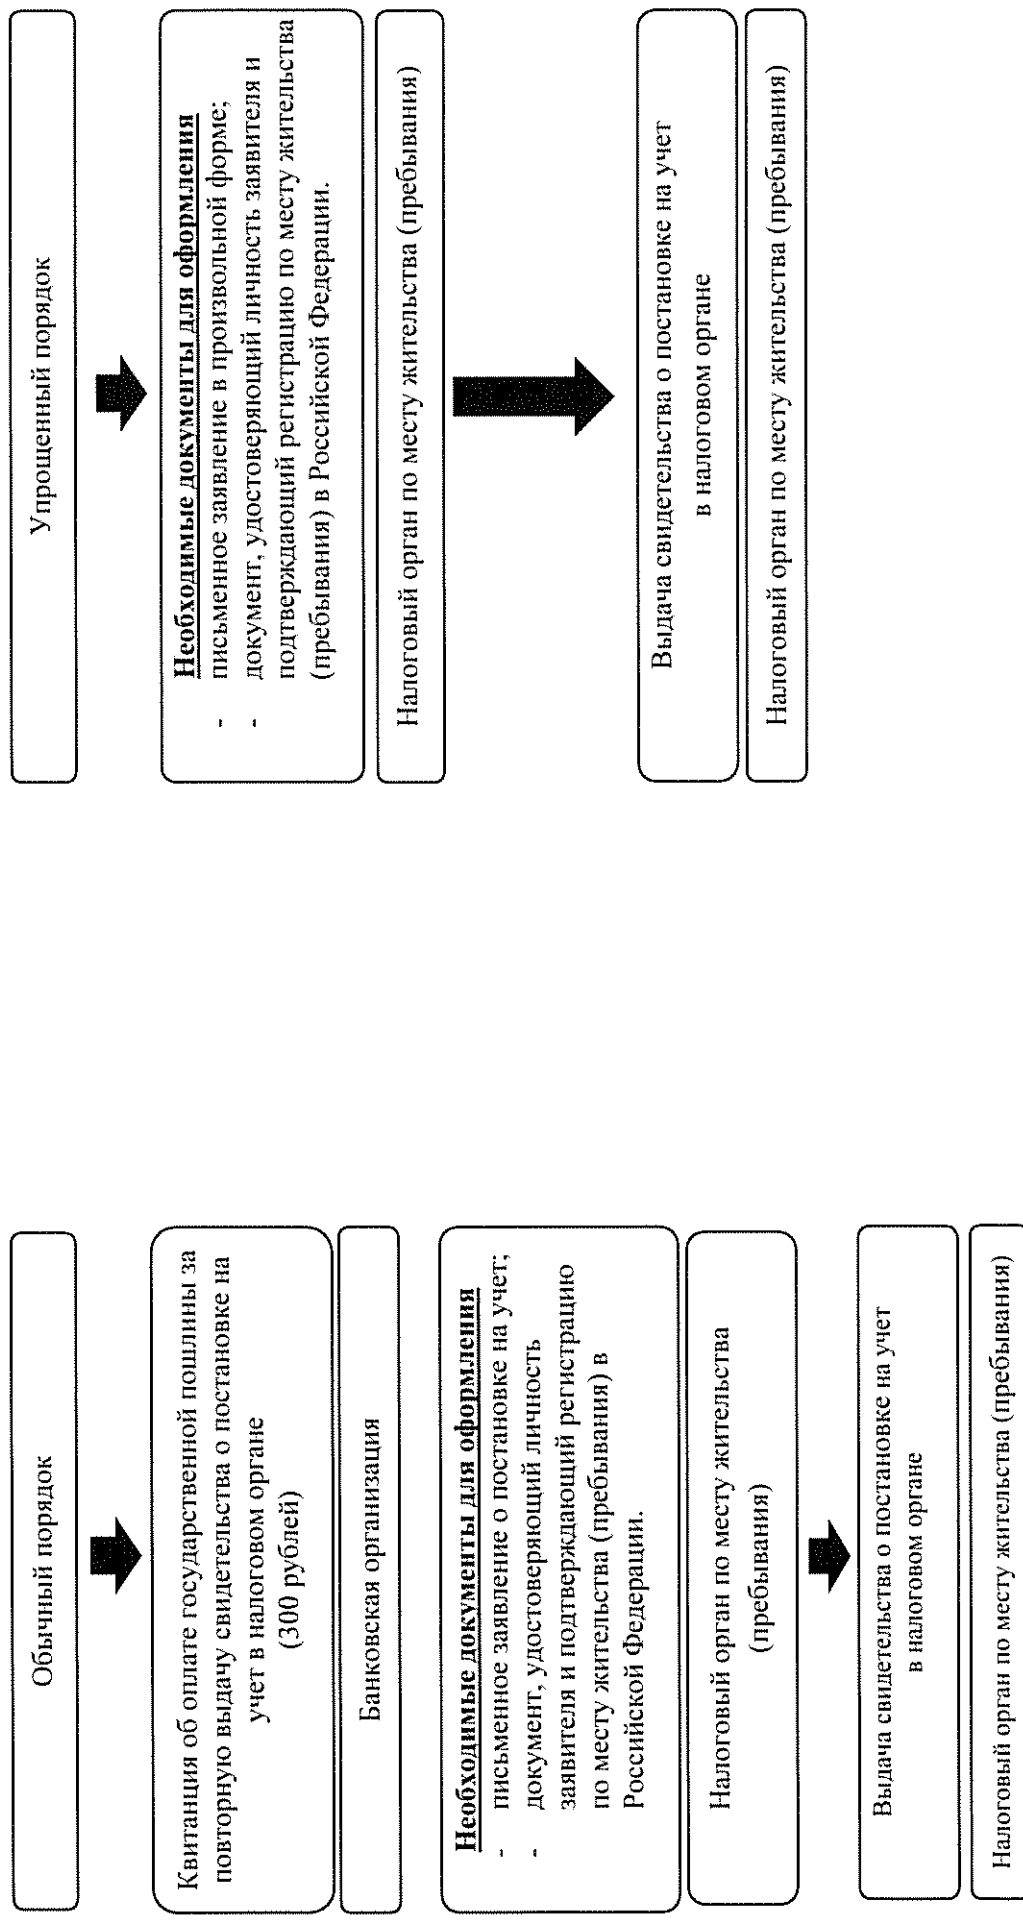 Обычный порядок
Квитанция об оплате государственной пошлины за
повторную выдачу свидетельства о постановке на
учет в налоговом органе
(300 рублей)
Банковская организация
Необходимые документы для оформления
- письменное заявление о постановке на учет;
- документ, удостоверяющий личность
заявителя и подтверждающий регистрацию
по месту жительства (пребывания) в
Российской Федерации.
Налоговый орган по месту жительства
(пребывания)
Выдача свидетельства о постановке на учет
в налоговом органе
Налоговый орган по месту жительства (пребывания)
Упрощенный порядок
Необходимые документы для оформления
- письменное заявление в произвольной форме;
- документ, удостоверяющий личность заявителя и
подтверждающий регистрацию по месту жительства
(пребывания) в Российской Федерации.
Налоговый орган по месту жительства (пребывания)
Выдача свидетельства о постановке на учет
в налоговом органе
Налоговый орган по месту жительства (пребывания)